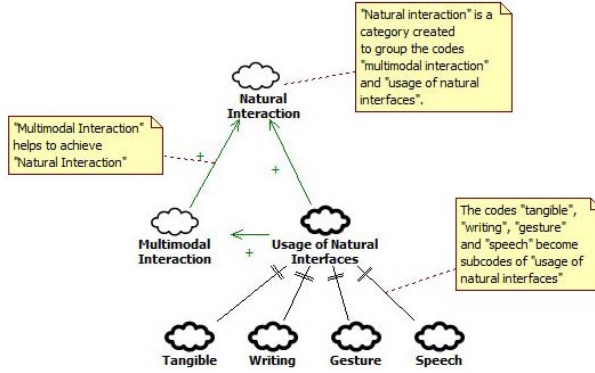 "Natural interaction" is a
category created
to group the codes
"multimodal interaction"
and "usage of natural
interfaces".
Natural
Interaction
"Multimodal Interaction"
helps to achieve
"Natural Interaction"
+
+
The codes "tangible",
"writing", "gesture"
and "speech" become
subcodes of "usage of
natural interfaces"
Multimodal
Interaction
+
Usage of Natural
Interfaces
Tangible
Writing
Gesture
Speech